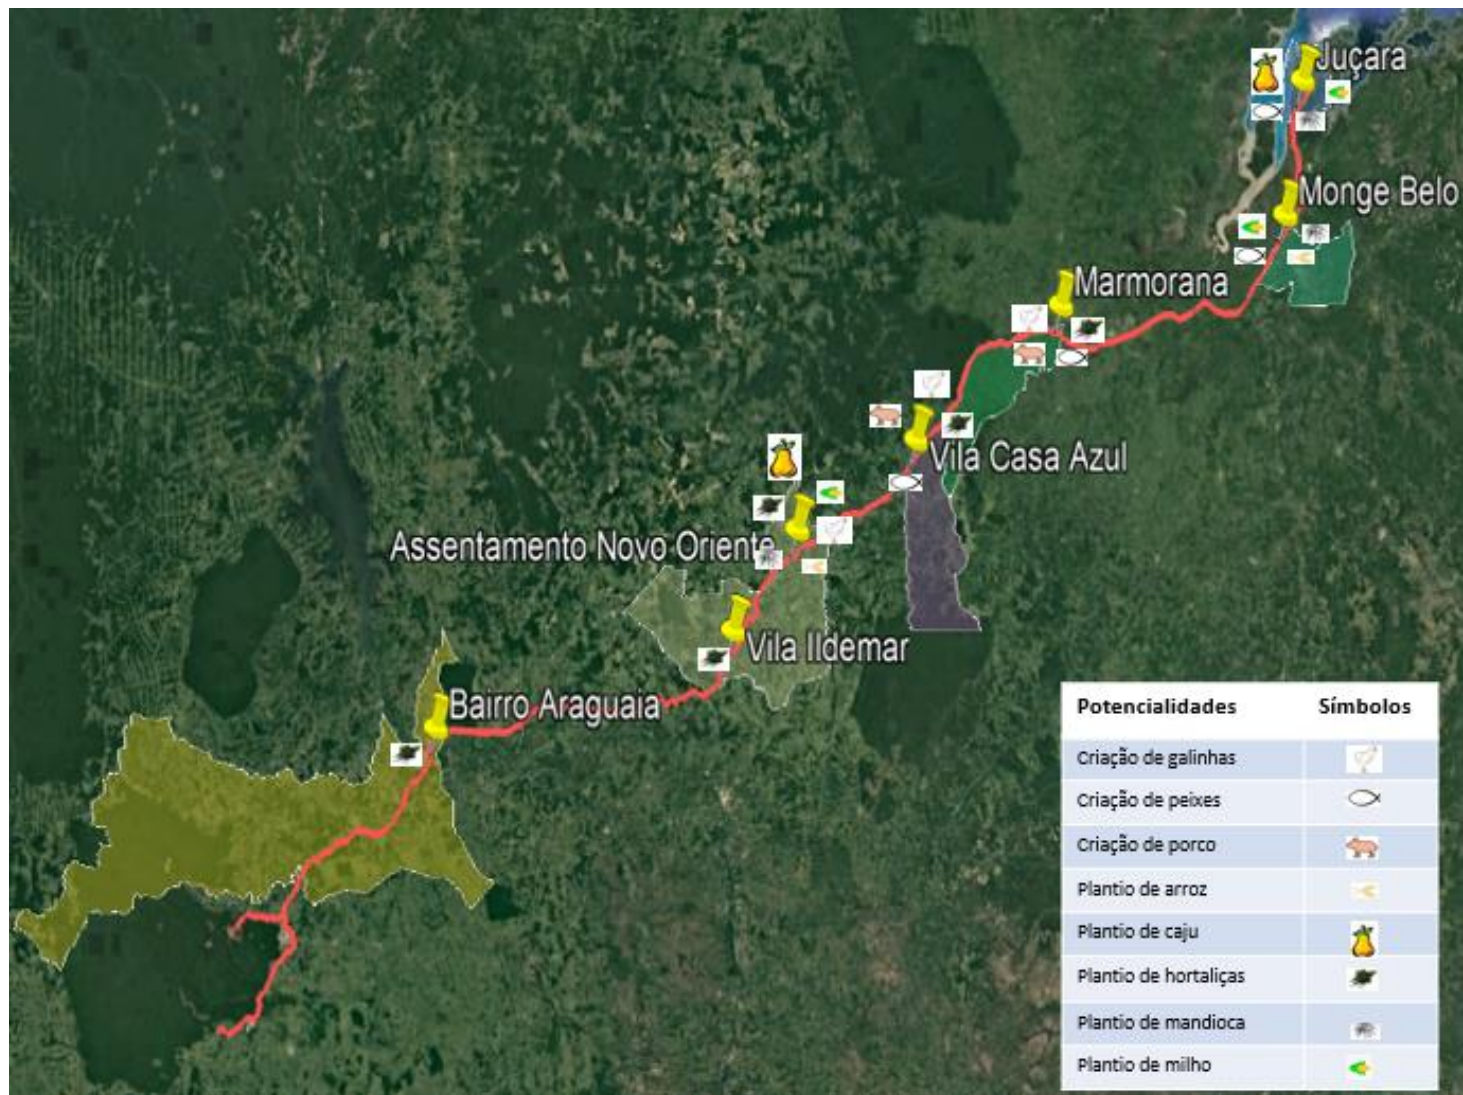 Juçara
Monge Belo
Marmorana
Vila Casa Azul
Assentamento Novo Oriente
Vila Ildemar
Bairro Araguaia
Potencialidades Símbolos
Criação de galinhas
Criação de peixes
Criação de porco
Plantio de arroz
Plantio de caju
Plantio de hortaliças
Plantio de mandioca
Plantio de milho